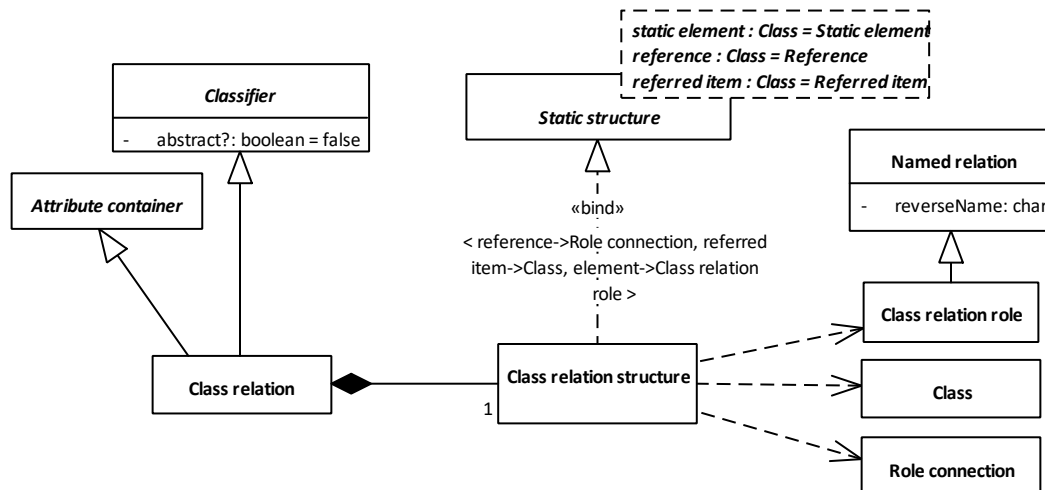 static element : Class = Static element
reference : Class = Reference
referred item : Class = Referred item
Classifier
- abstract?: boolean = false
Static structure
Named relation
- reverseName: char
Attribute container
«bind»
< reference->Role connection, referred
item->Class, element->Class relation
role >
Class relation role
Class relation
Class relation structure
1
Class
Role connection